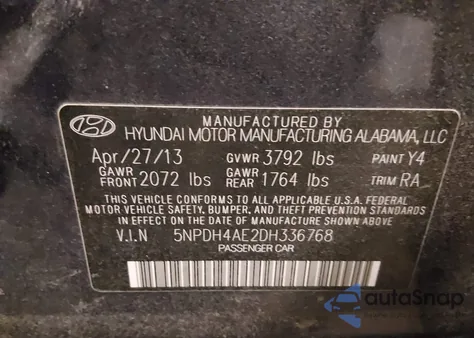 MANUFACTURED BY
HYUNDAI MOTOR MANUFACTURING ALABAMA, LLC
Apr/27/13 GVWR 3792 lbs PAINT Y4
GAWR FRONT 2072 lbs GAWR REAR 1764 lbs TRIM RA
THIS VEHICLE CONFORMS TO ALL APPLICABLE U.S.A. FEDERAL
MOTOR VEHICLE SAFETY, BUMPER, AND THEFT PREVENTION
STANDARDS IN EFFECT ON THE DATE OF MANUFACTURE SHOWN ABOVE.
V.I.N 5NPDH4AE2DH336768
PASSENGER CAR
autoSnap